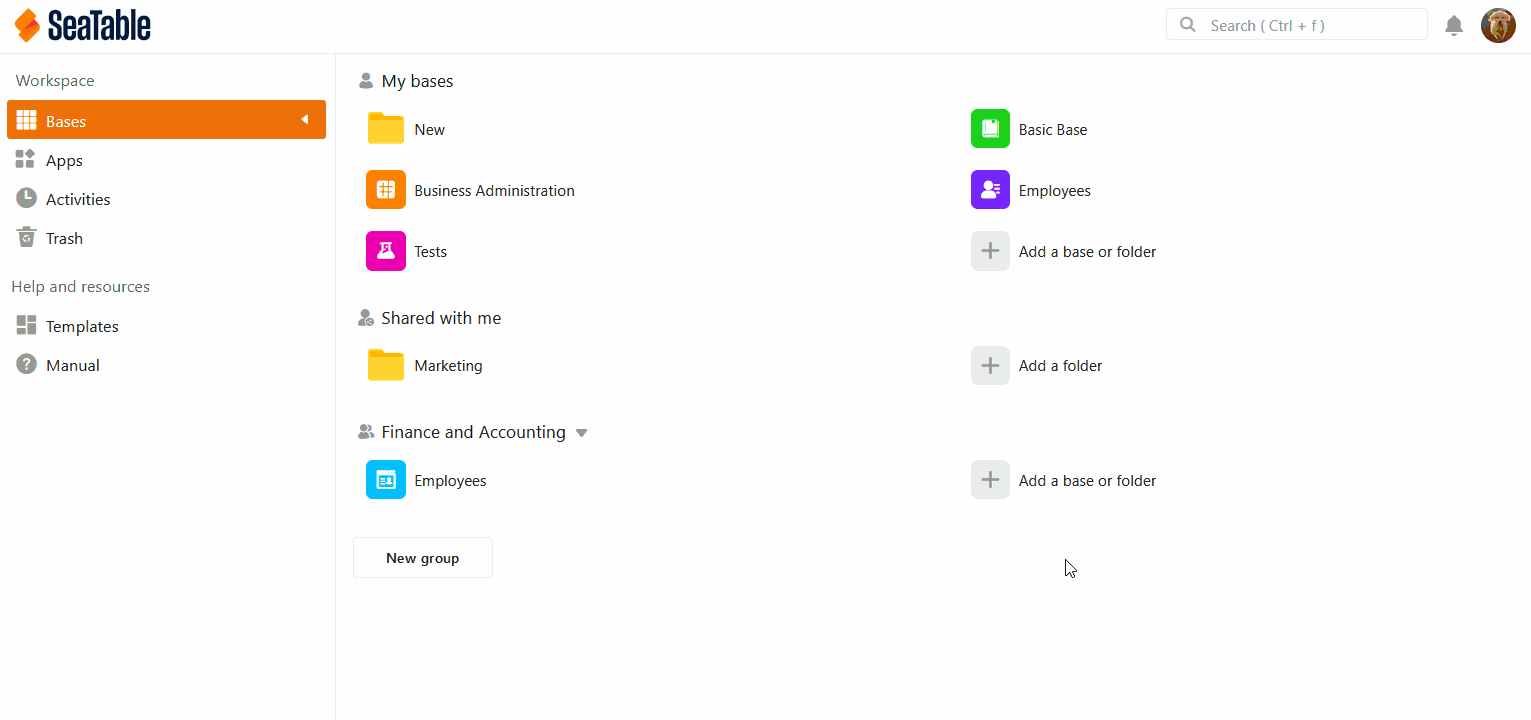 SeaTable
Search ( Ctrl + f )
Workspace
Bases
Apps
Activities
Trash
Help and resources
Templates
Manual
My bases
New
Basic Base
Business Administration
Employees
Tests
Add a base or folder
Shared with me
Marketing
Add a folder
Finance and Accounting
Employees
Add a base or folder
New group